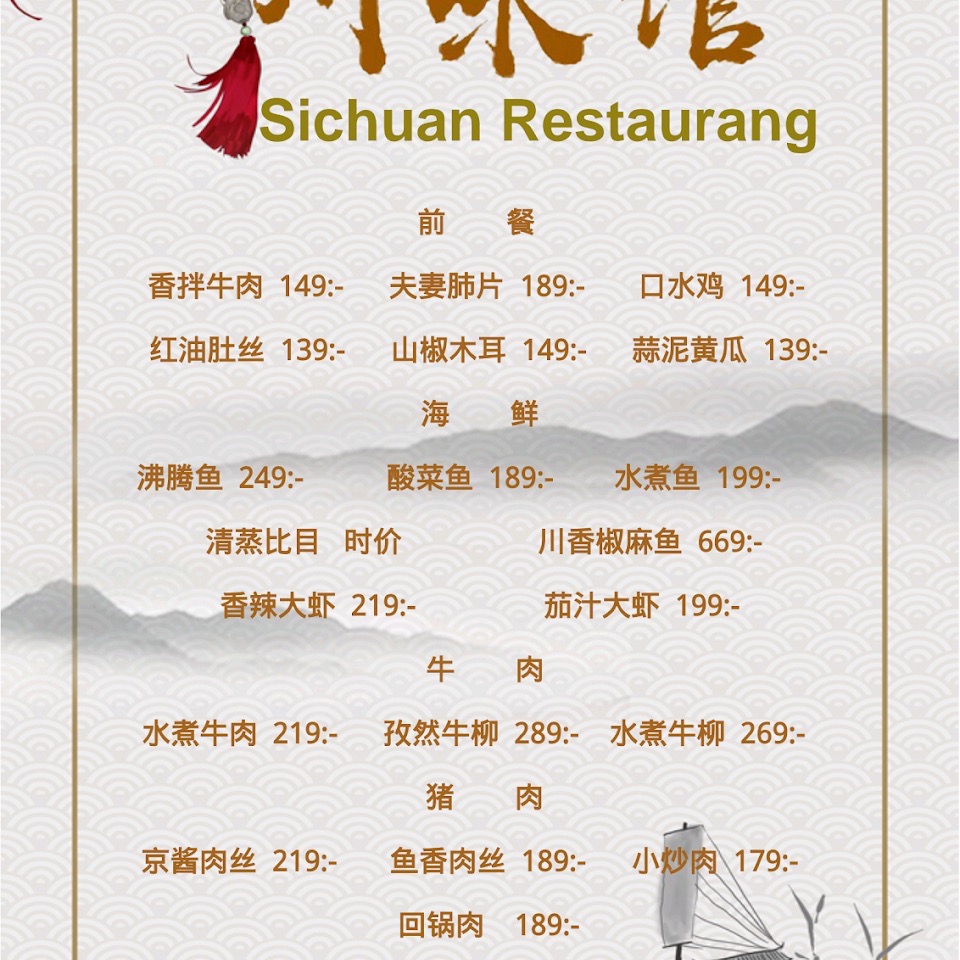 川味馆
Sichuan Restaurang
前 餐
香拌牛肉 149:- 夫妻肺片 189:- 口水鸡 149:-
红油肚丝 139:- 山椒木耳 149:- 蒜泥黄瓜 139:-
海 鲜
沸腾鱼 249:- 酸菜鱼 189:- 水煮鱼 199:-
清蒸比目 时价 川香椒麻鱼 669:-
香辣大虾 219:- 茄汁大虾 199:-
牛 肉
水煮牛肉 219:- 孜然牛柳 289:- 水煮牛柳 269:-
猪 肉
京酱肉丝 219:- 鱼香肉丝 189:- 小炒肉 179:-
回锅肉 189:-